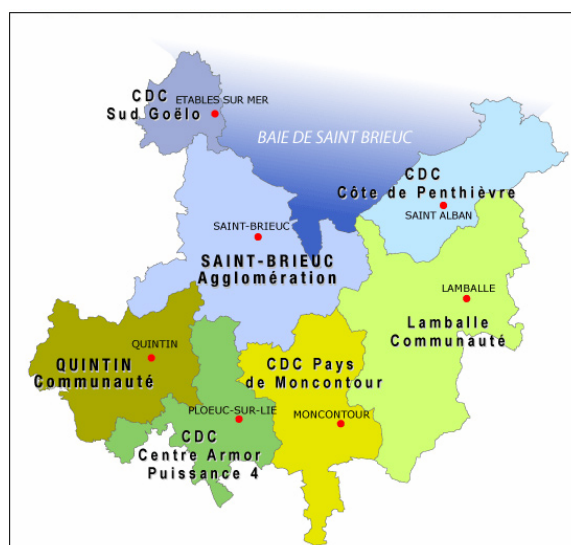 CDC
Sud Goëlo
ETABLES SUR MER
BAIE DE SAINT BRIEUC
CDC
Côte de Penthièvre
SAINT ALBAN
SAINT-BRIEUC
SAINT-BRIEUC
Agglomération
LAMBALLE
Lamballe
Communauté
QUINTIN
QUINTIN
Communauté
CDC Pays
de Moncontour
PLOEUC-SUR-LIE
MONCONTOUR
CDC
Centre Armor
Puissance 4